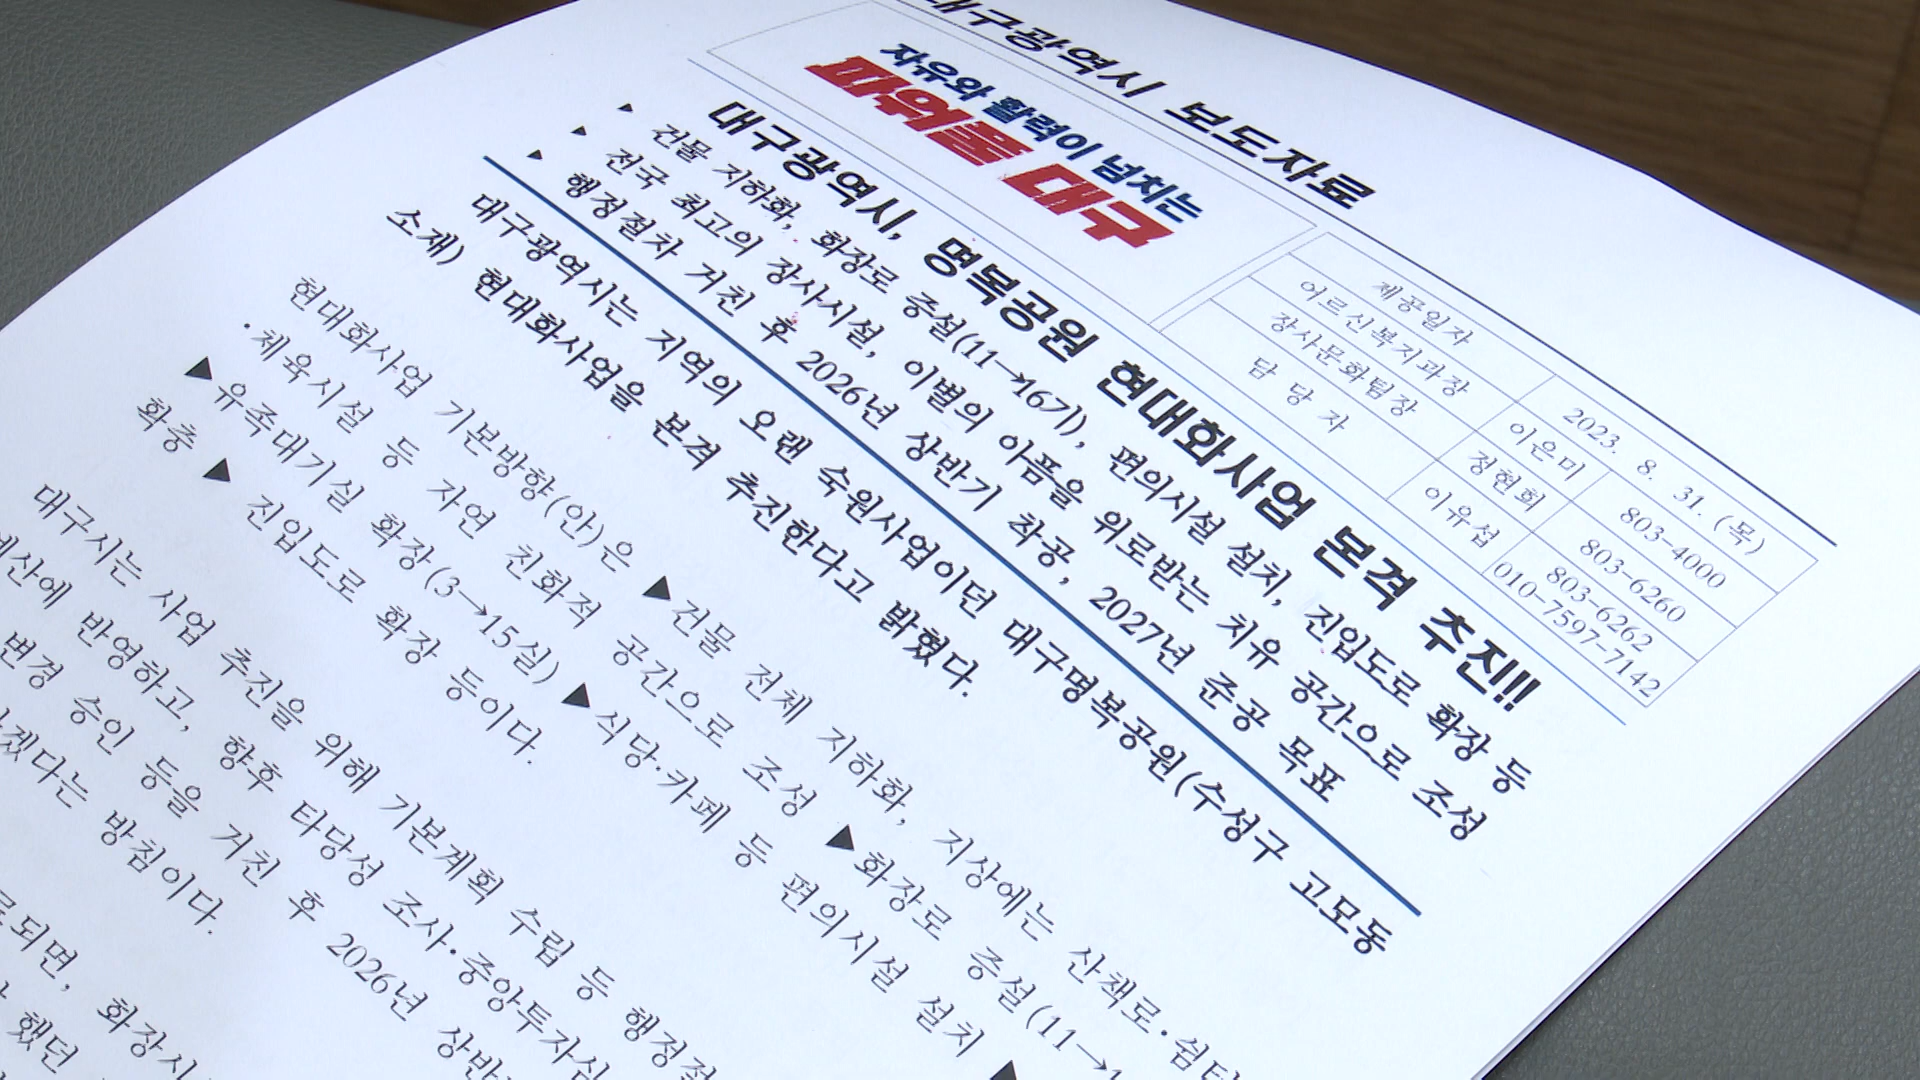 대구광역시 보도자료
자유와 활력이 넘치는
파워풀 대구
제공일자 2023. 8. 31. (목)
어르신복지과장 이은미 803-4000
장사문화팀장 정현희 803-6260
담 당 자 이유섭 803-6262
010-7597-7142
대구광역시, 명복공원 현대화사업 본격 추진!!
▸ 건물 지하화, 화장로 증설(11→16기), 편의시설 설치, 진입도로 확장 등
▸ 전국 최고의 장사시설, 이별의 아픔을 위로받는 치유 공간으로 조성
▸ 행정절차 거친 후 2026년 상반기 착공, 2027년 준공 목표
대구광역시는 지역의 오랜 숙원사업이던 대구명복공원(수성구 고모동
소재) 현대화사업을 본격 추진한다고 밝혔다.
현대화사업 기본방향(안)은 ▲건물 전체 지하화, 지상에는 산책로·쉼터
·체육시설 등 자연 친화적 공간으로 조성 ▲화장로 증설(11→
▲유족대기실 확장(3→15실) ▲식당·카페 등 편의시설 설치 ▲
확충 ▲ 진입도로 확장 등이다.
대구시는 사업 추진을 위해 기본계획 수립 등 행정절
예산에 반영하고, 향후 타당성 조사·중앙투자심
변경 승인 등을 거친 후 2026년 상반
하겠다는 방침이다.
되면, 화장시
했던